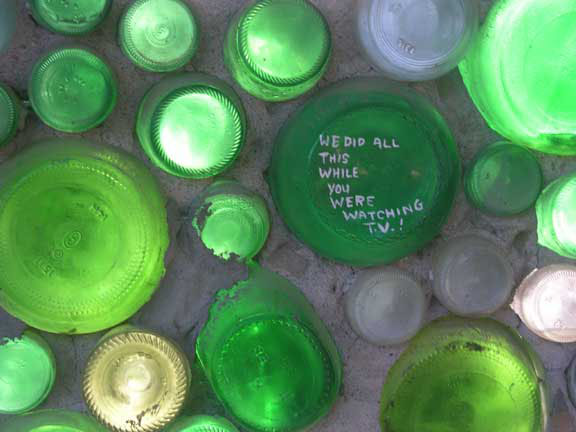 WE DID ALL
THIS
WHILE
YOU
WERE
WATCHING
T.V.!